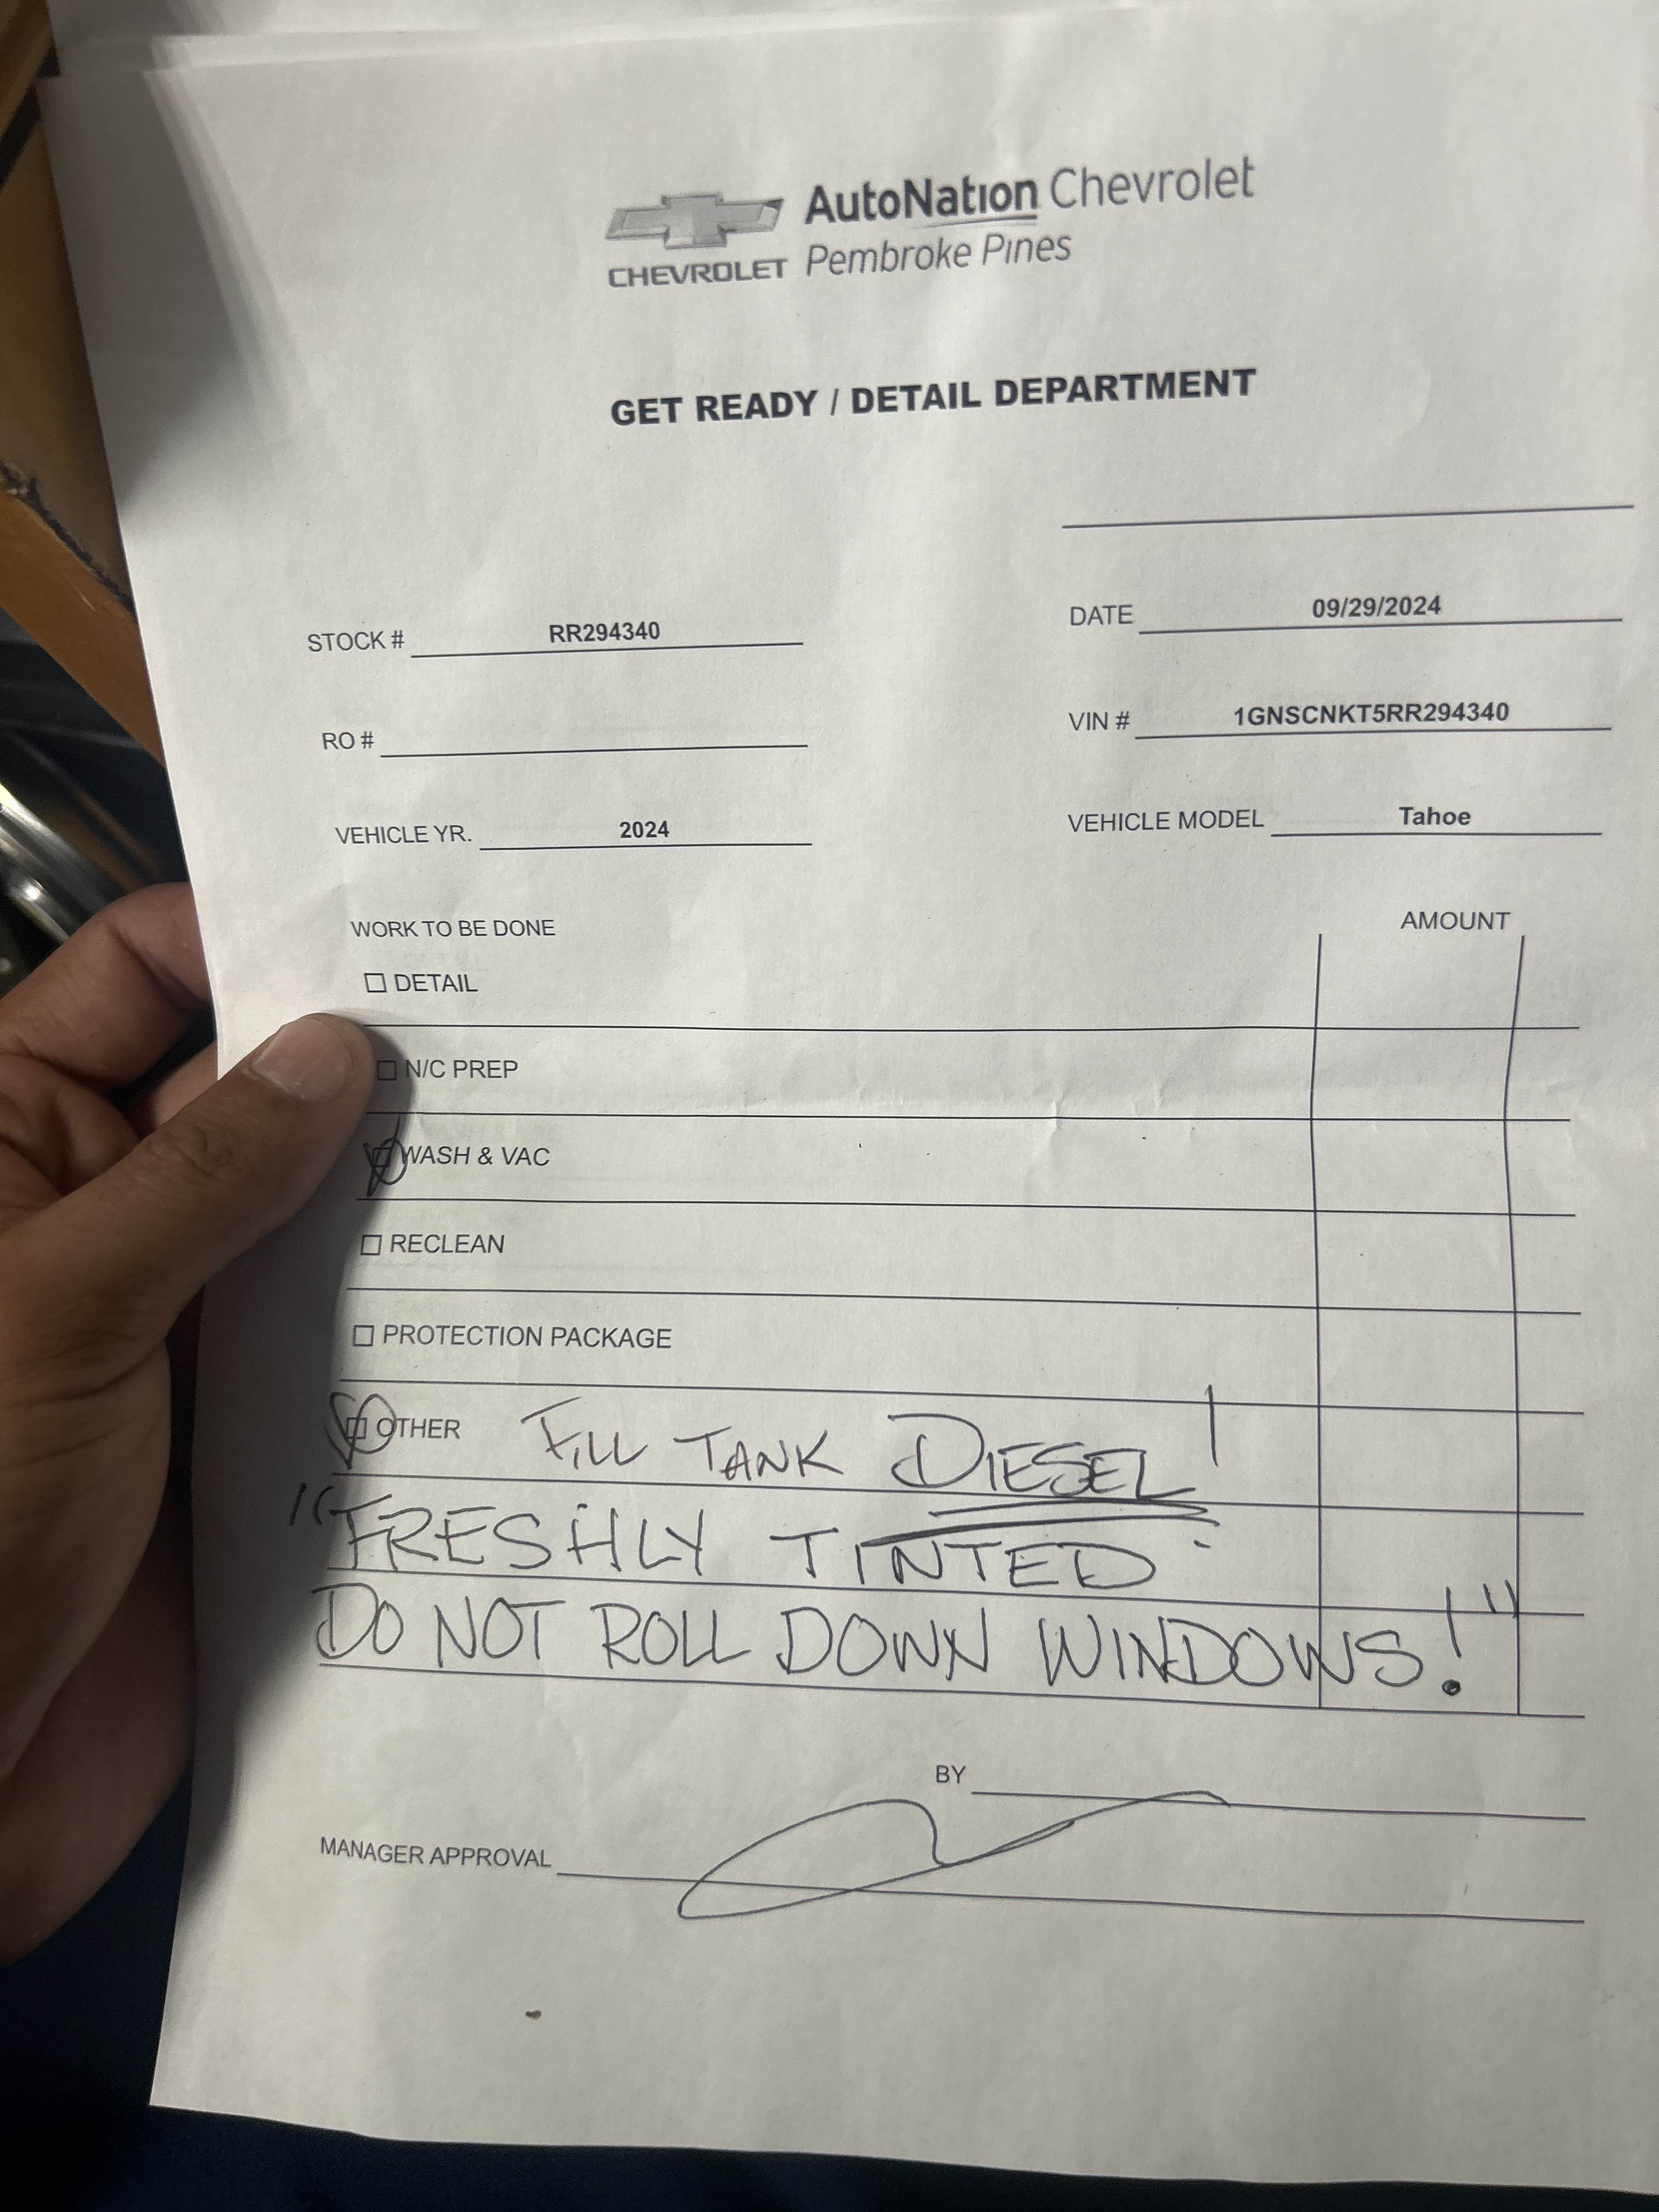 AutoNation Chevrolet
CHEVROLET Pembroke Pines
GET READY / DETAIL DEPARTMENT
STOCK # RR294340
DATE 09/29/2024
RO #
VIN # 1GNSCNKT5RR294340
VEHICLE YR. 2024
VEHICLE MODEL Tahoe
WORK TO BE DONE
AMOUNT
DETAIL
N/C PREP
WASH & VAC
RECLEAN
PROTECTION PACKAGE
OTHER FILL TANK DIESEL!
"FRESHLY TINTED
DO NOT ROLL DOWN WINDOWS!"
BY
MANAGER APPROVAL